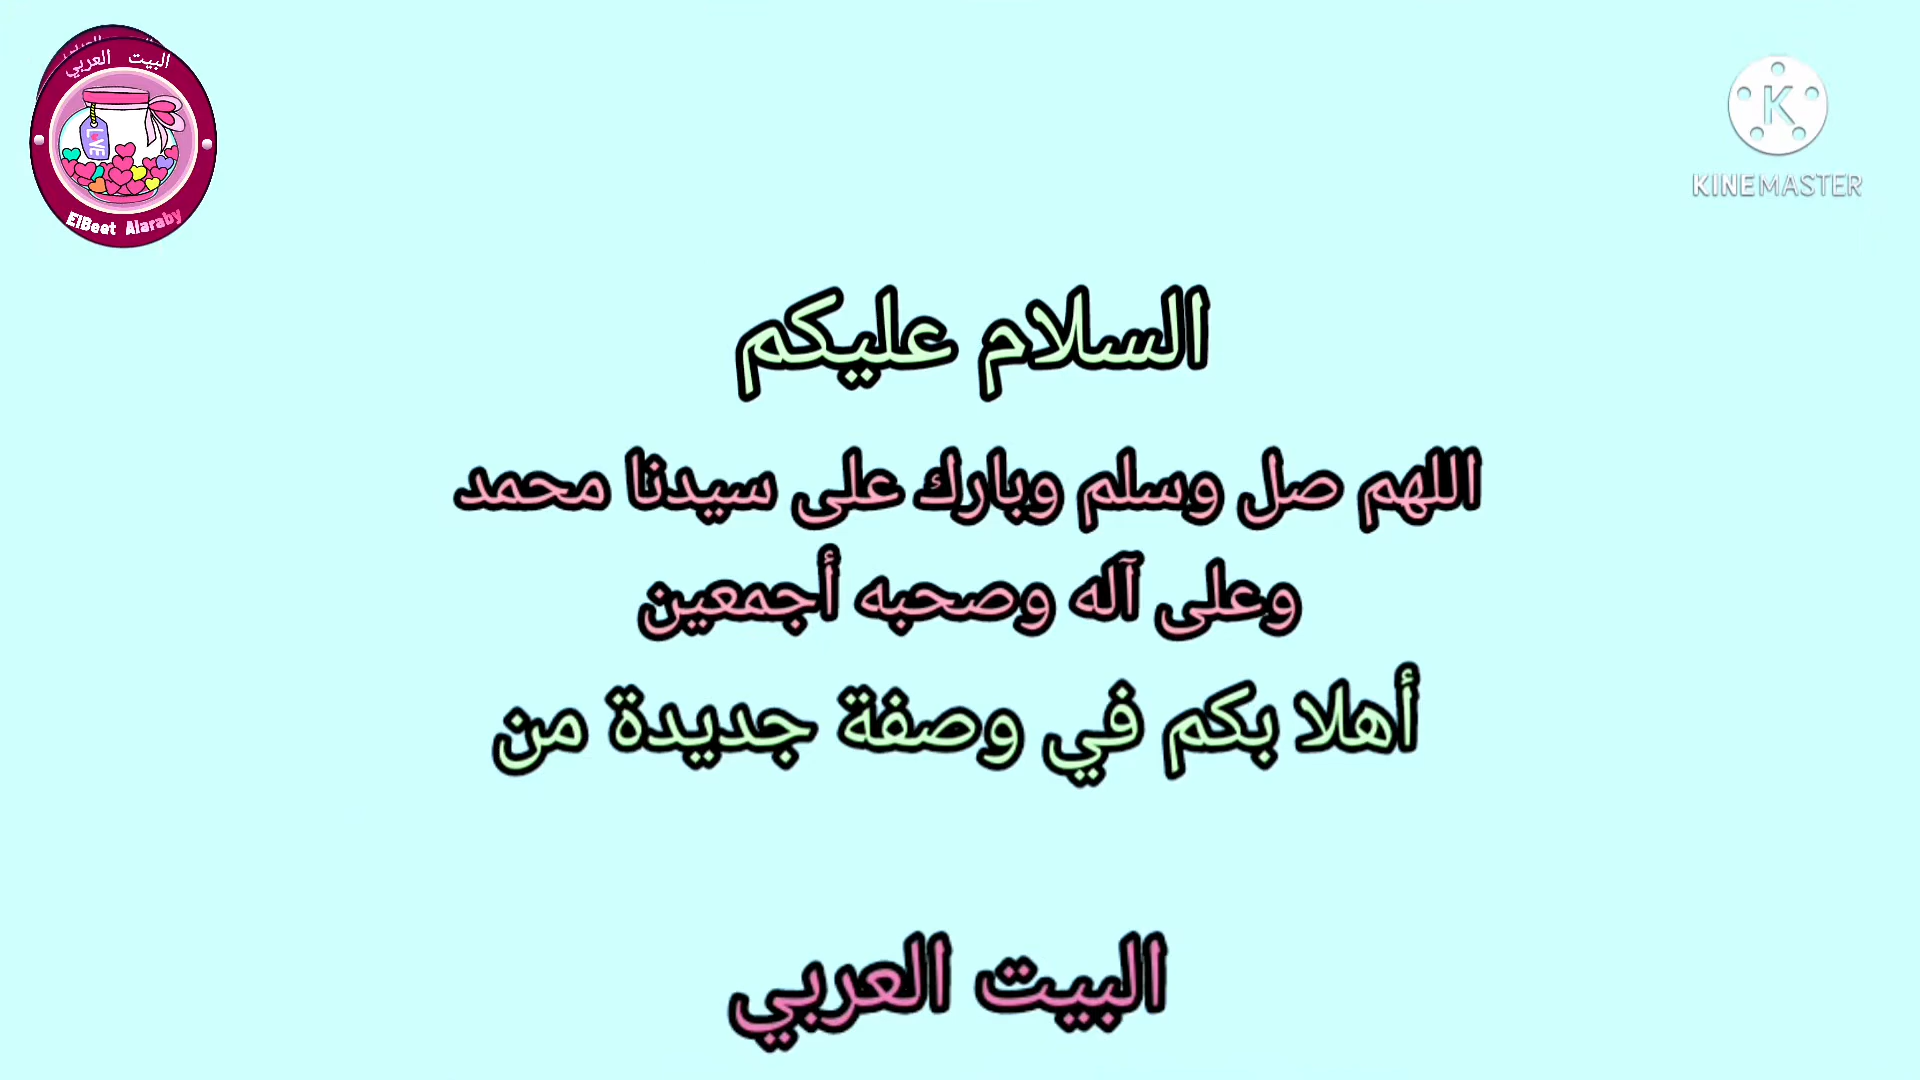 البيت العربي
LOVE
ElBeet Alaraby
K
KINEMASTER
السلام عليكم
اللهم صل وسلم وبارك على سيدنا محمد
وعلى آله وصحبه أجمعين
أهلا بكم في وصفة جديدة من
البيت العربي